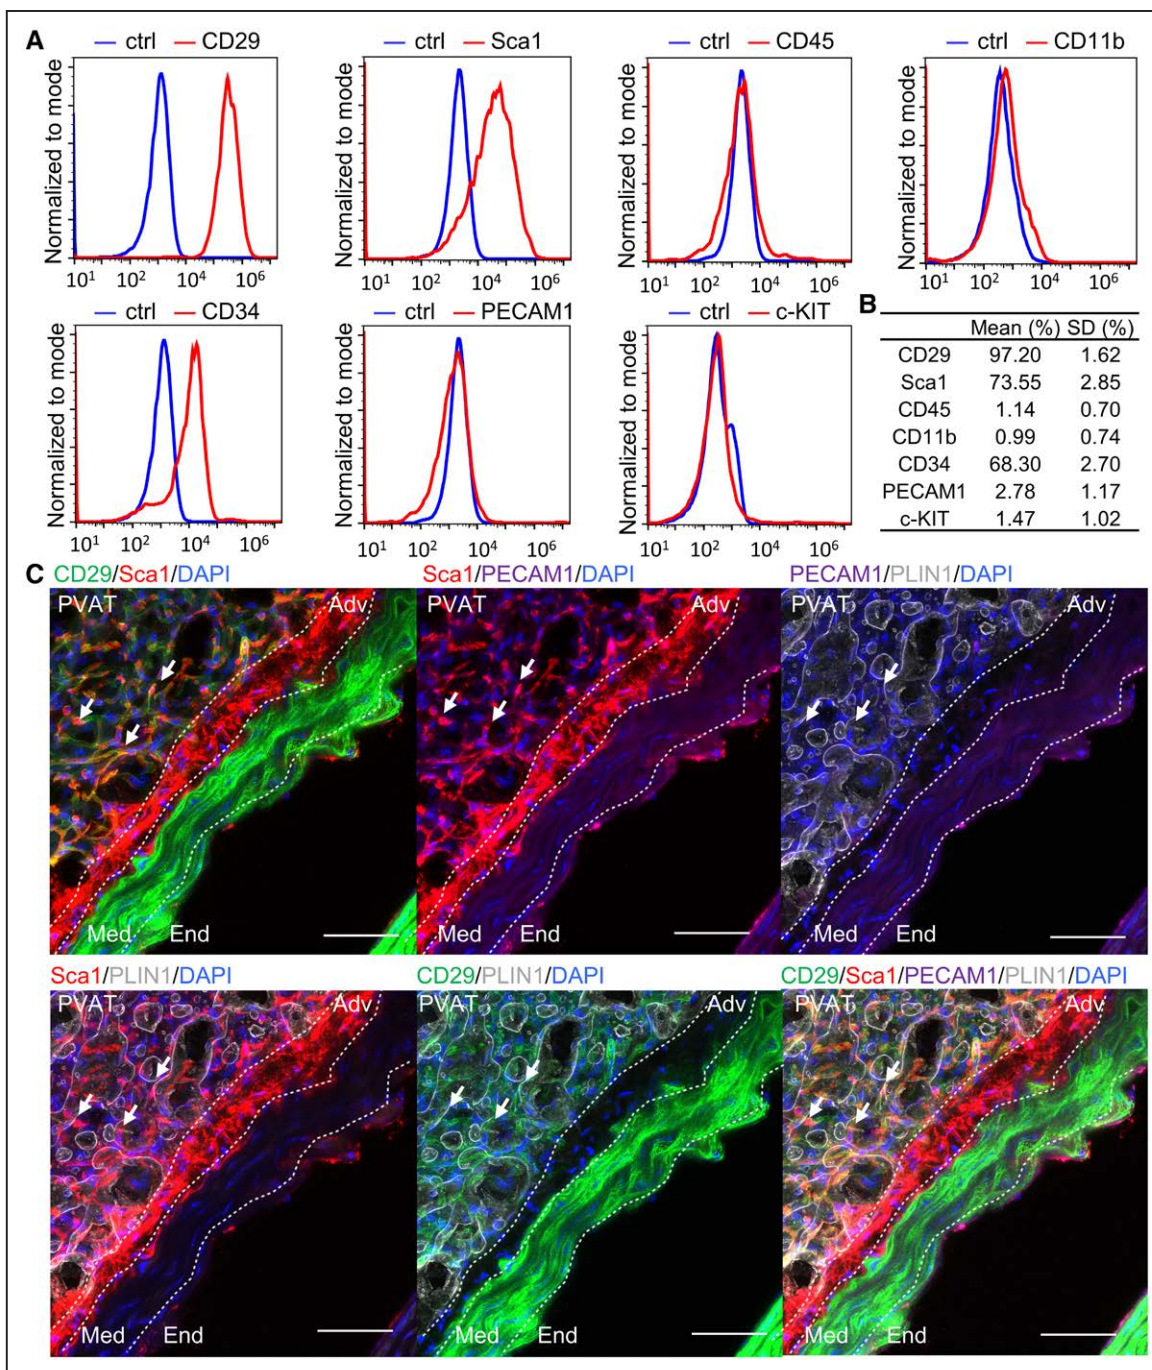 A
ctrl CD29
ctrl Sca1
ctrl CD45
ctrl CD11b
Normalized to mode
Normalized to mode
Normalized to mode
Normalized to mode
10¹ 10² 10⁴ 10⁶
10¹ 10² 10⁴ 10⁶
10¹ 10² 10⁴ 10⁶
10¹ 10² 10⁴ 10⁶
ctrl CD34
ctrl PECAM1
ctrl c-KIT
Normalized to mode
Normalized to mode
Normalized to mode
10¹ 10² 10⁴ 10⁶
10¹ 10² 10⁴ 10⁶
10¹ 10² 10⁴ 10⁶
B
Mean (%) SD (%)
CD29 97.20 1.62
Sca1 73.55 2.85
CD45 1.14 0.70
CD11b 0.99 0.74
CD34 68.30 2.70
PECAM1 2.78 1.17
c-KIT 1.47 1.02
C
CD29/Sca1/DAPI
PVAT Adv
Med End
Sca1/PECAM1/DAPI
PVAT Adv
Med End
PECAM1/PLIN1/DAPI
PVAT Adv
Med End
Sca1/PLIN1/DAPI
PVAT Adv
Med End
CD29/PLIN1/DAPI
PVAT Adv
Med End
CD29/Sca1/PECAM1/PLIN1/DAPI
PVAT Adv
Med End